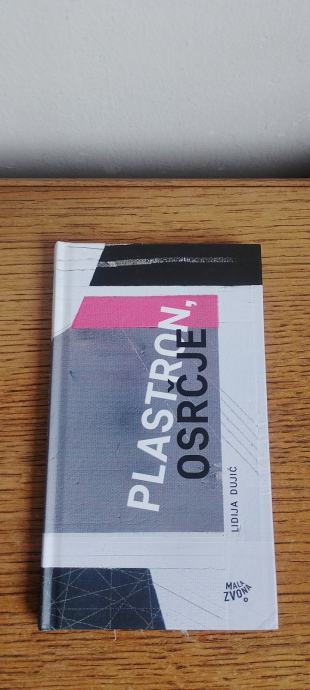 PLASTRON,
OSRČJE
LIDIJA DUJIĆ
MALA
ZVONA